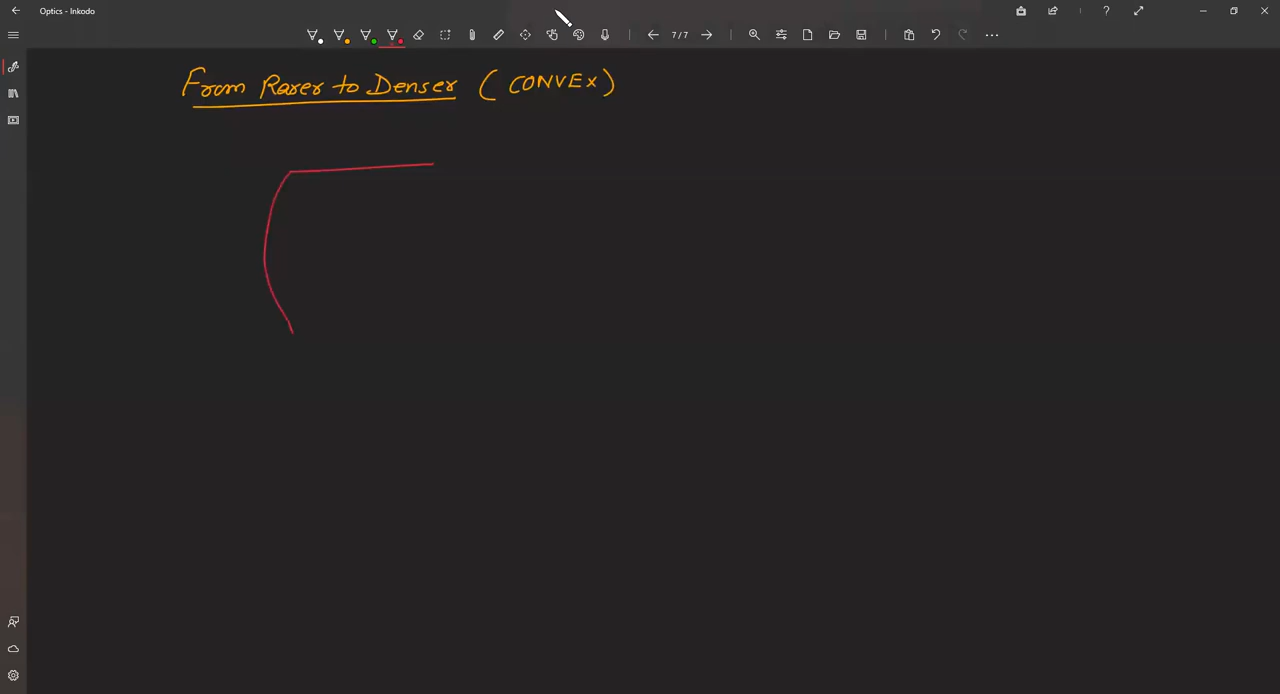 Optics - Inkodo
7/7
From Rarer to Denser (CONVEX)